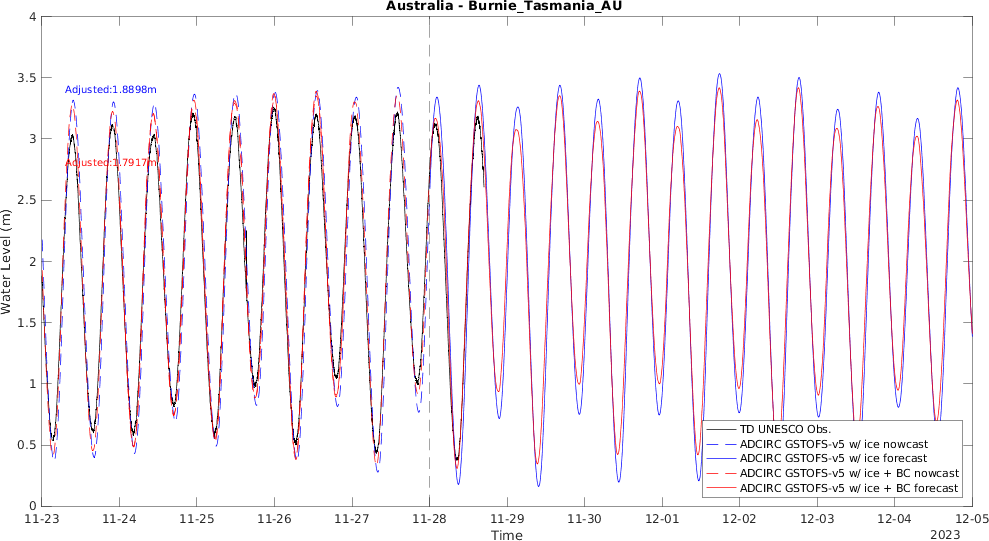 Australia - Burnie_Tasmania_AU
4
3.5
3
2.5
2
1.5
1
0.5
0
Water Level (m)
Adjusted:1.8898m
Adjusted:1.7917m
TD UNESCO Obs.
ADCIRC GSTOFS-v5 w/ ice nowcast
ADCIRC GSTOFS-v5 w/ ice forecast
ADCIRC GSTOFS-v5 w/ ice + BC nowcast
ADCIRC GSTOFS-v5 w/ ice + BC forecast
11-23 11-24 11-25 11-26 11-27 11-28 11-29 11-30 12-01 12-02 12-03 12-04 12-05
Time
2023